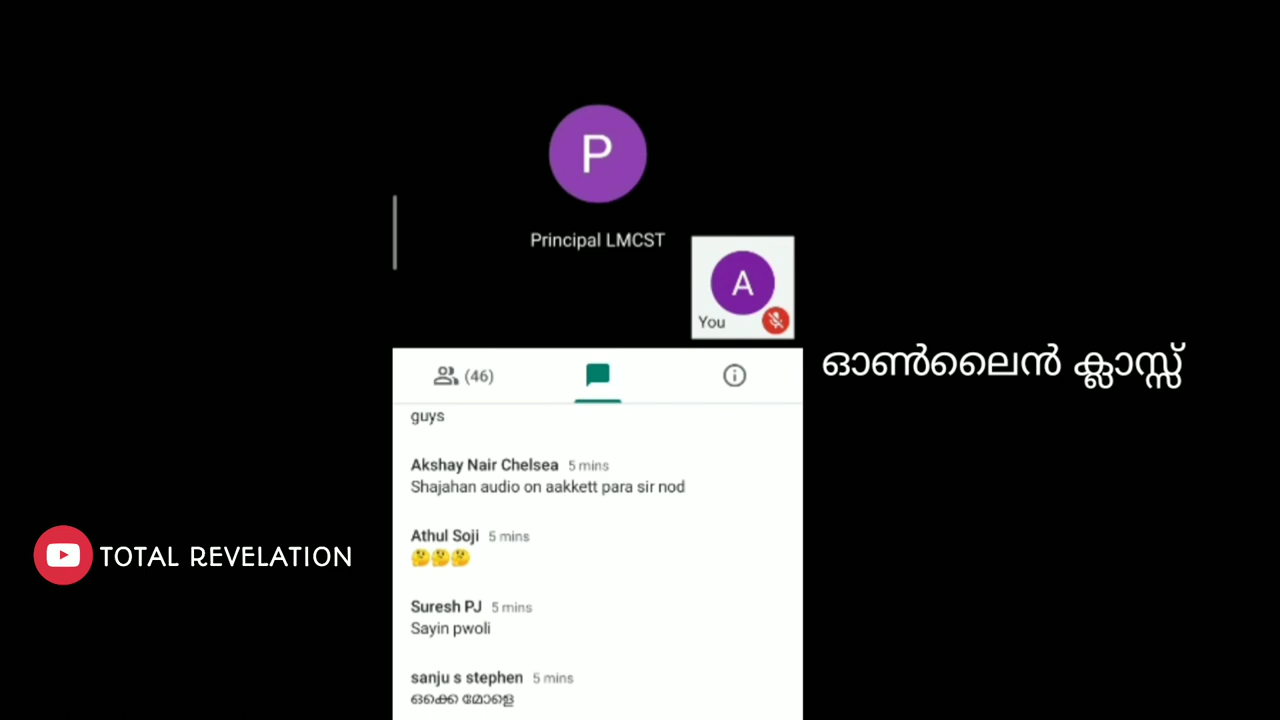 P
Principal LMCST
A
You
(46)
guys
ഓൺലൈൻ ക്ലാസ്സ്
Akshay Nair Chelsea 5 mins
Shajahan audio on aakkett para sir nod
Athul Soji 5 mins
🤔🤔🤔
TOTAL REVELATION
Suresh PJ 5 mins
Sayin pwoli
sanju s stephen 5 mins
ഒക്കെ മോളെ